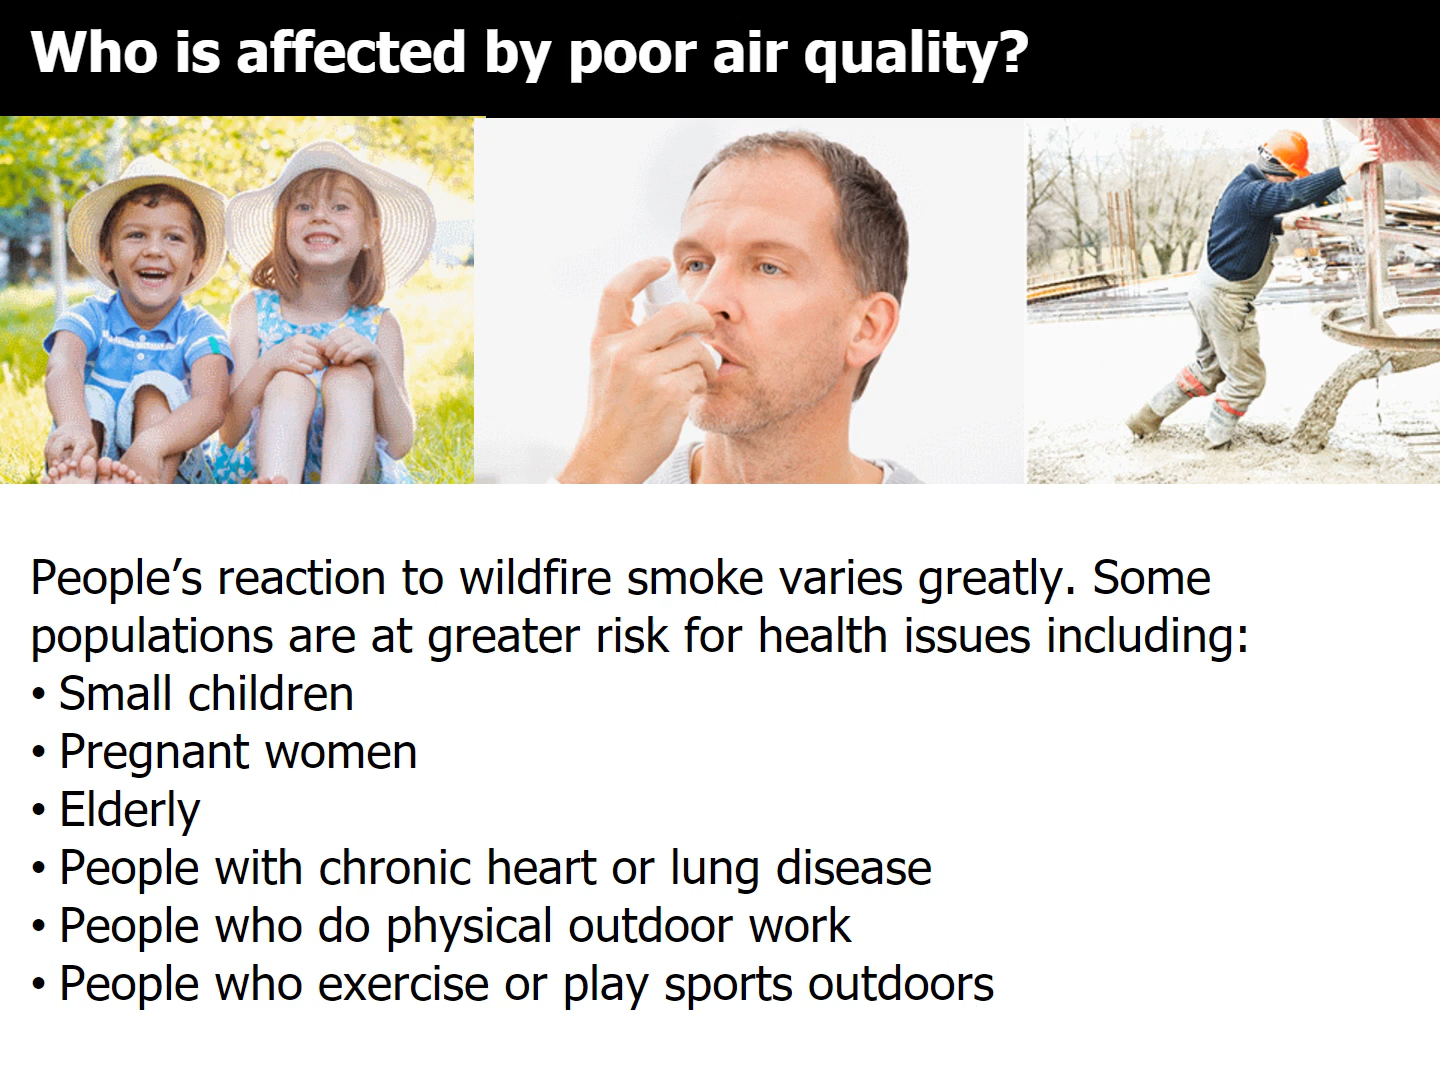 Who is affected by poor air quality?
People’s reaction to wildfire smoke varies greatly. Some
populations are at greater risk for health issues including:
• Small children
• Pregnant women
• Elderly
• People with chronic heart or lung disease
• People who do physical outdoor work
• People who exercise or play sports outdoors